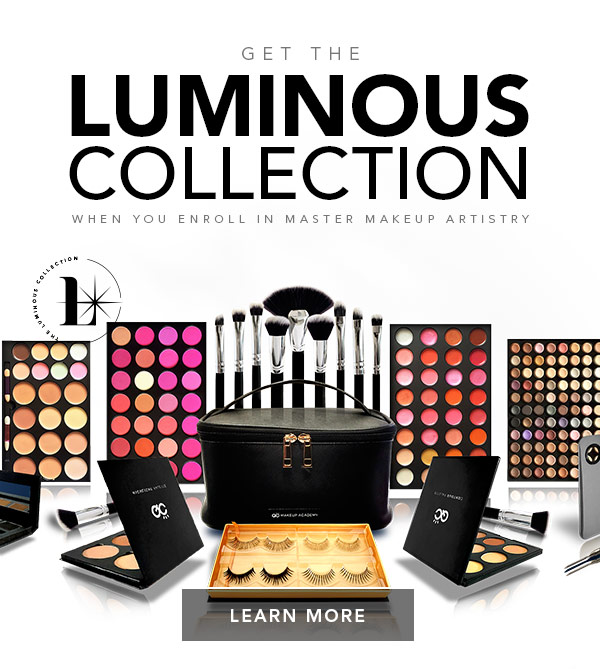 GET THE
LUMINOUS
COLLECTION
WHEN YOU ENROLL IN MASTER MAKEUP ARTISTRY
THE LUMINOUS COLLECTION
L
MAKEUP ACADEMY
LEARN MORE